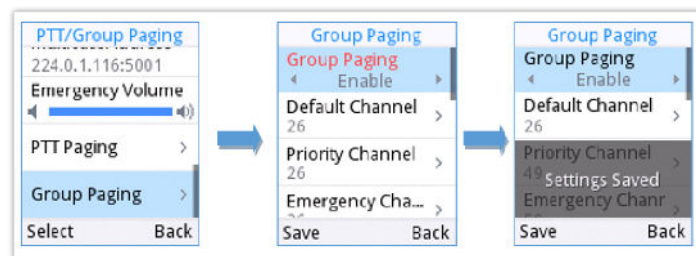 PTT/Group Paging
224.0.1.116:5001
Emergency Volume
PTT Paging
Group Paging
Select Back
Group Paging
Group Paging
Enable
Default Channel
26
Priority Channel
26
Emergency Cha...
Save Back
Group Paging
Group Paging
Enable
Default Channel
26
Priority Channel
49
Settings Saved
Emergency Chanr
Save Back